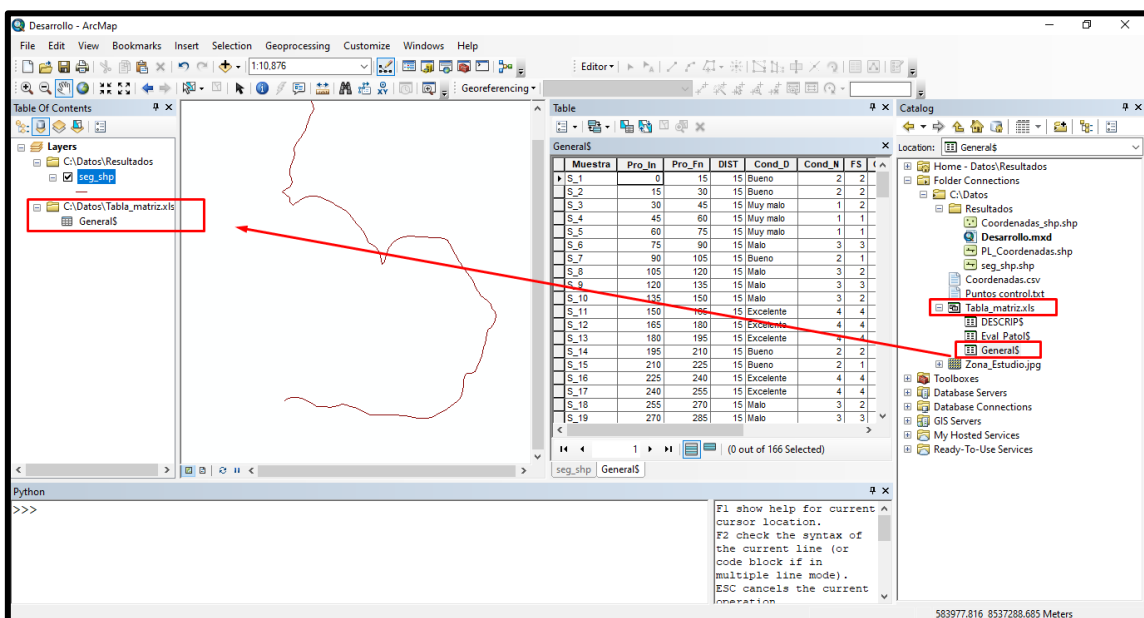 Desarrollo - ArcMap
File Edit View Bookmarks Insert Selection Geoprocessing Customize Windows Help
1:10,876
Editor
Georeferencing
Table Of Contents
Layers
C:\Datos\Resultados
seg_shp
C:\Datos\Tabla_matriz.xls
General$
Table
General$
Muestra Pro_In Pro_Fn DIST Cond_D Cond_N FS
S_1 0 15 15 Bueno 2 2
S_2 15 30 15 Bueno 2 2
S_3 30 45 15 Muy malo 1 2
S_4 45 60 15 Muy malo 1 1
S_5 60 75 15 Muy malo 1 1
S_6 75 90 15 Malo 3 3
S_7 90 105 15 Bueno 2 1
S_8 105 120 15 Malo 3 2
S_9 120 135 15 Malo 3 3
S_10 135 150 15 Malo 3 2
S_11 150 165 15 Excelente 4 4
S_12 165 180 15 Excelente 4 4
S_13 180 195 15 Excelente 4 4
S_14 195 210 15 Bueno 2 2
S_15 210 225 15 Bueno 2 1
S_16 225 240 15 Excelente 4 4
S_17 240 255 15 Excelente 4 4
S_18 255 270 15 Malo 3 2
S_19 270 285 15 Malo 3 3
1 (0 out of 166 Selected)
seg_shp General$
Catalog
Location: General$
Home - Datos\Resultados
Folder Connections
C:\Datos
Resultados
Coordenadas_shp.shp
Desarrollo.mxd
PL_Coordenadas.shp
seg_shp.shp
Coordenadas.csv
Puntos control.txt
Tabla_matriz.xls
DESCRIP$
Eval_Patol$
General$
Zona_Estudio.jpg
Toolboxes
Database Servers
Database Connections
GIS Servers
My Hosted Services
Ready-To-Use Services
Python
>>>
F1 show help for current
cursor location.
F2 check the syntax of
the current line (or
code block if in
multiple line mode).
ESC cancels the current
operation
583977.816 8537288.685 Meters